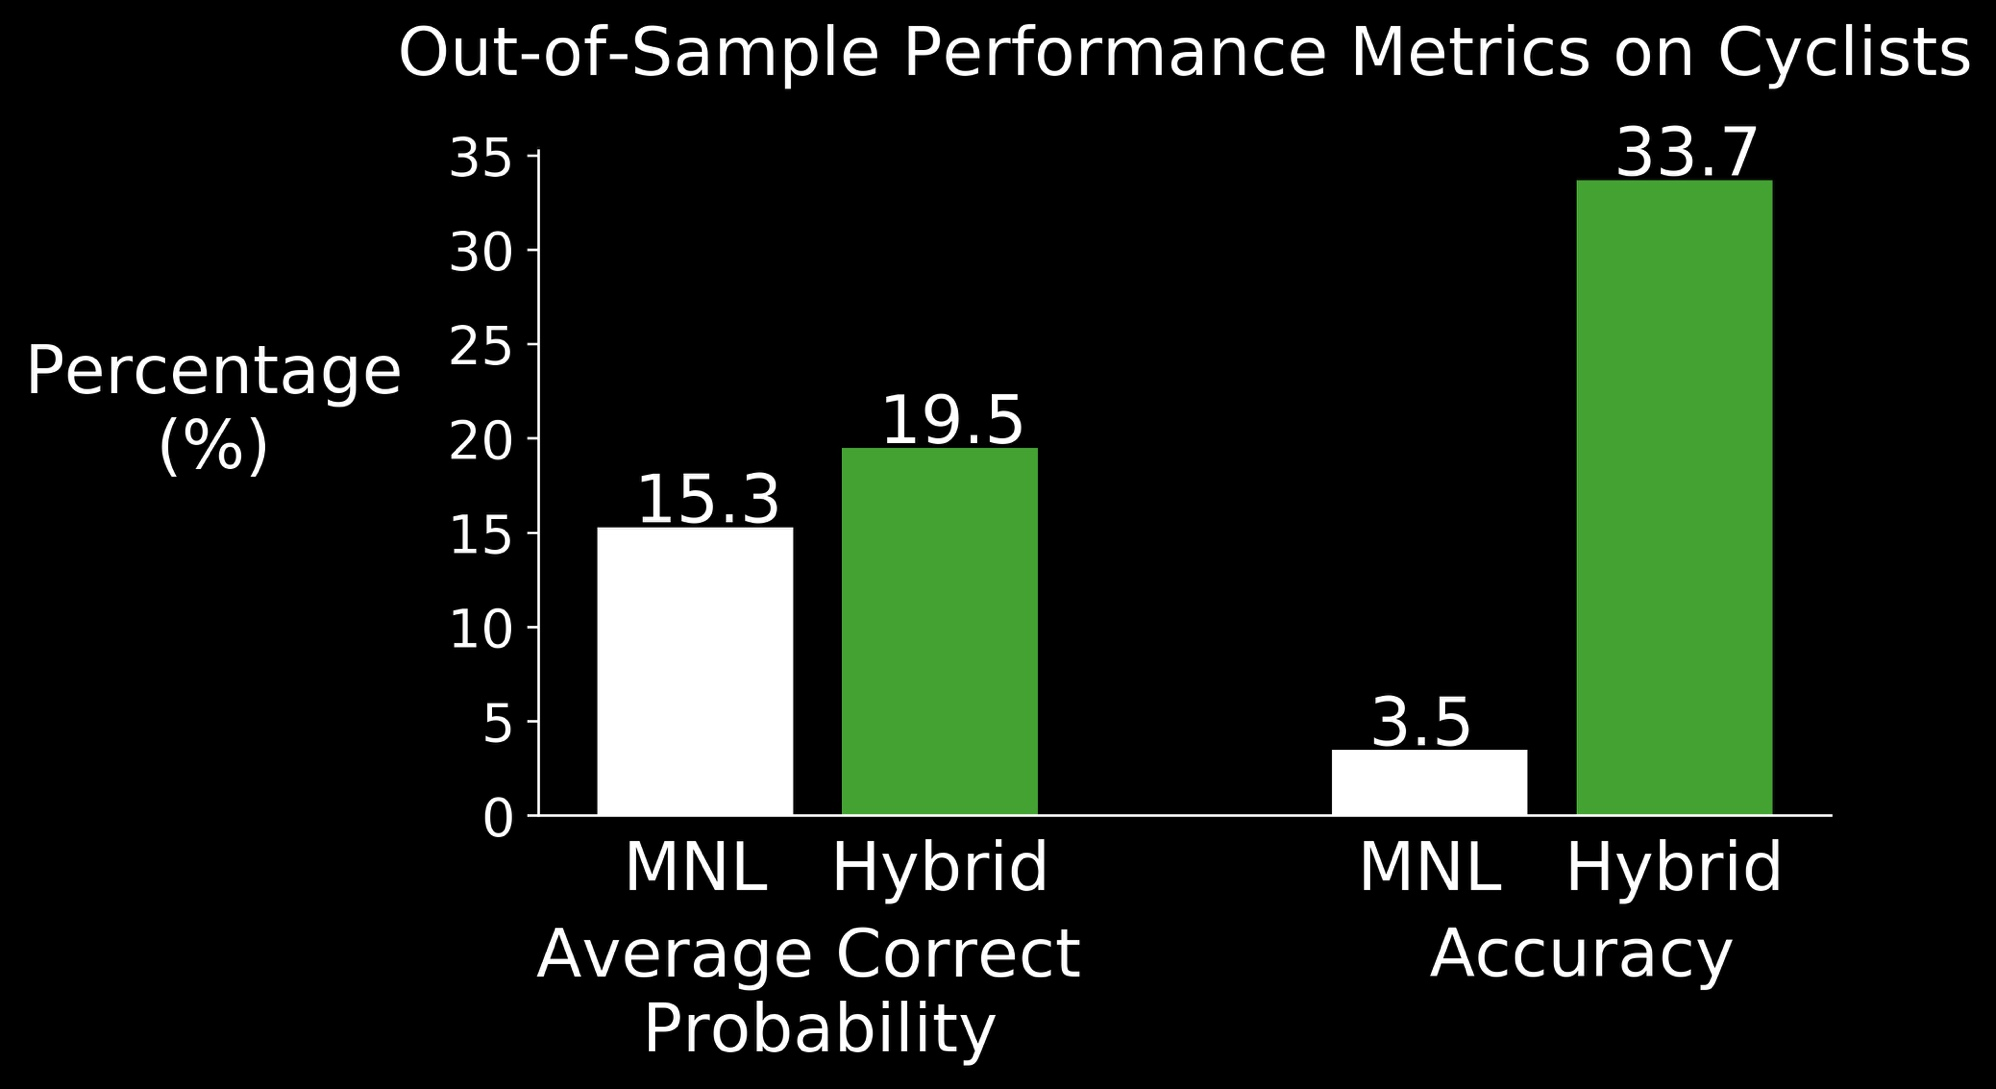 Out-of-Sample Performance Metrics on Cyclists
Percentage
(%)
35
30
25
20
15
10
5
0
15.3
19.5
3.5
33.7
MNL
Hybrid
MNL
Hybrid
Average Correct
Probability
Accuracy